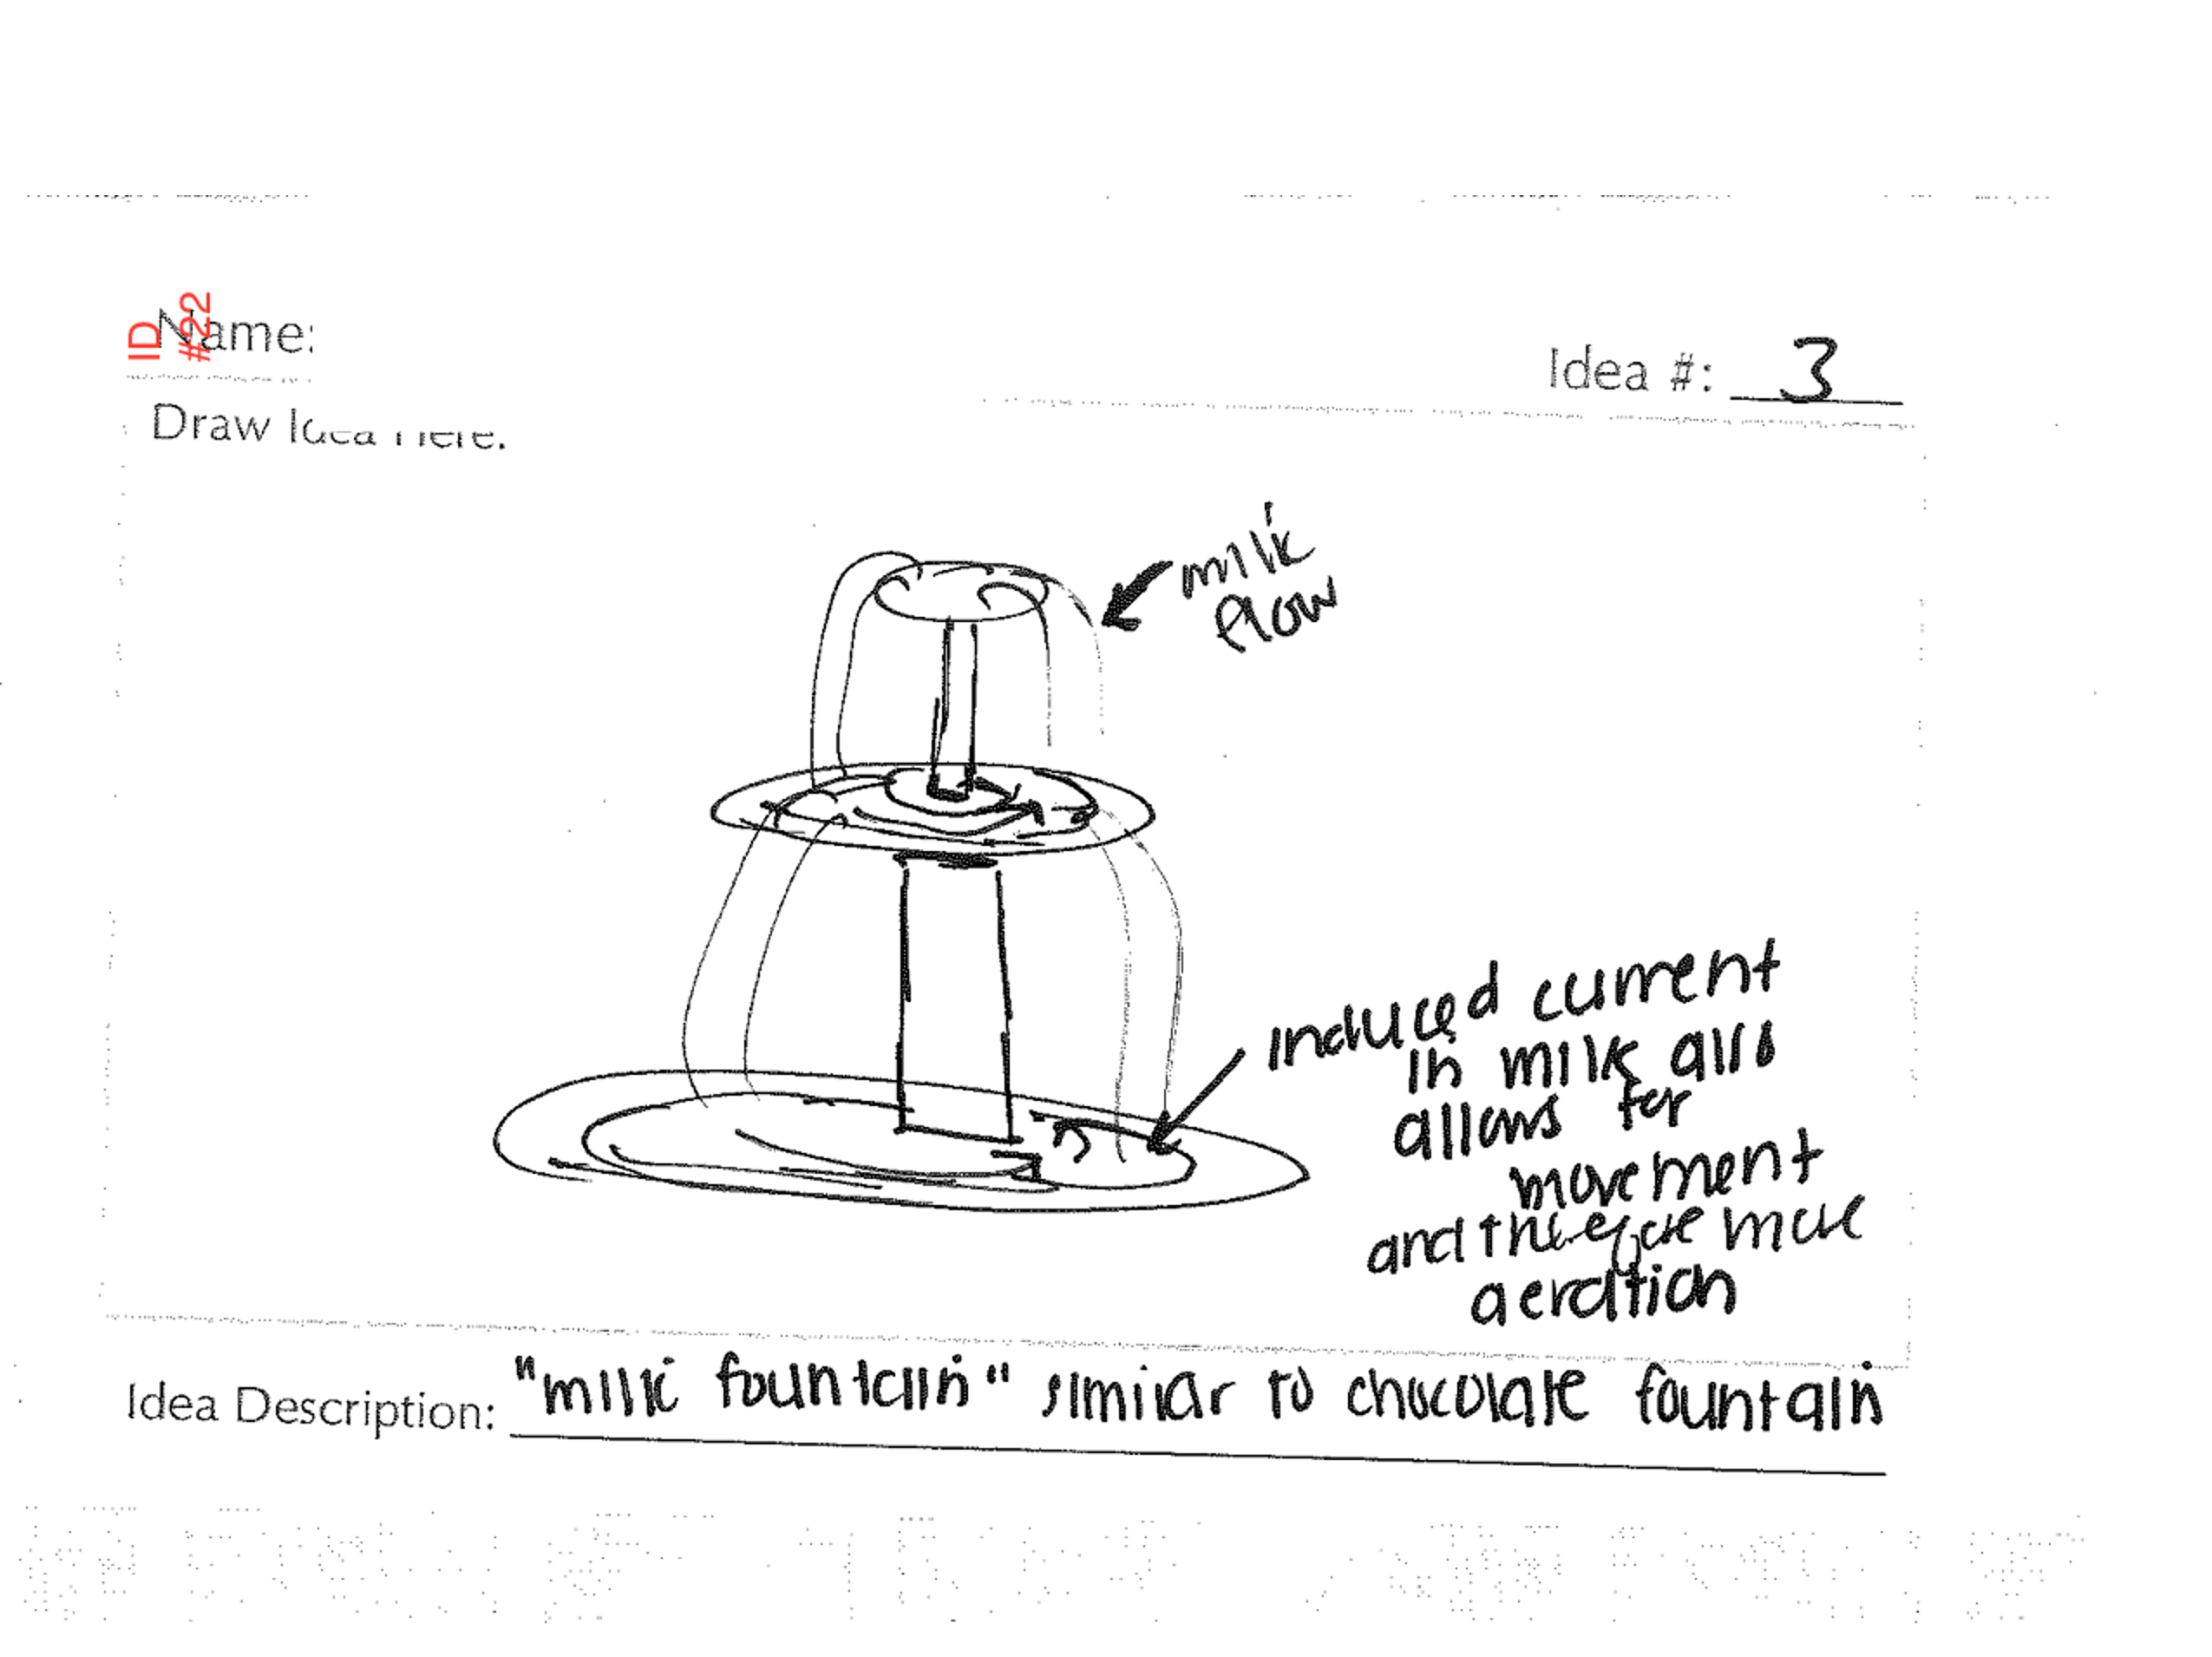 ID
#22
Name:
Idea #: 3
Draw Idea Here:
milk
flow
induced current
in milk also
allows for
movement
and therefore more
aeration
Idea Description: "milk fountain" similar to chocolate fountain